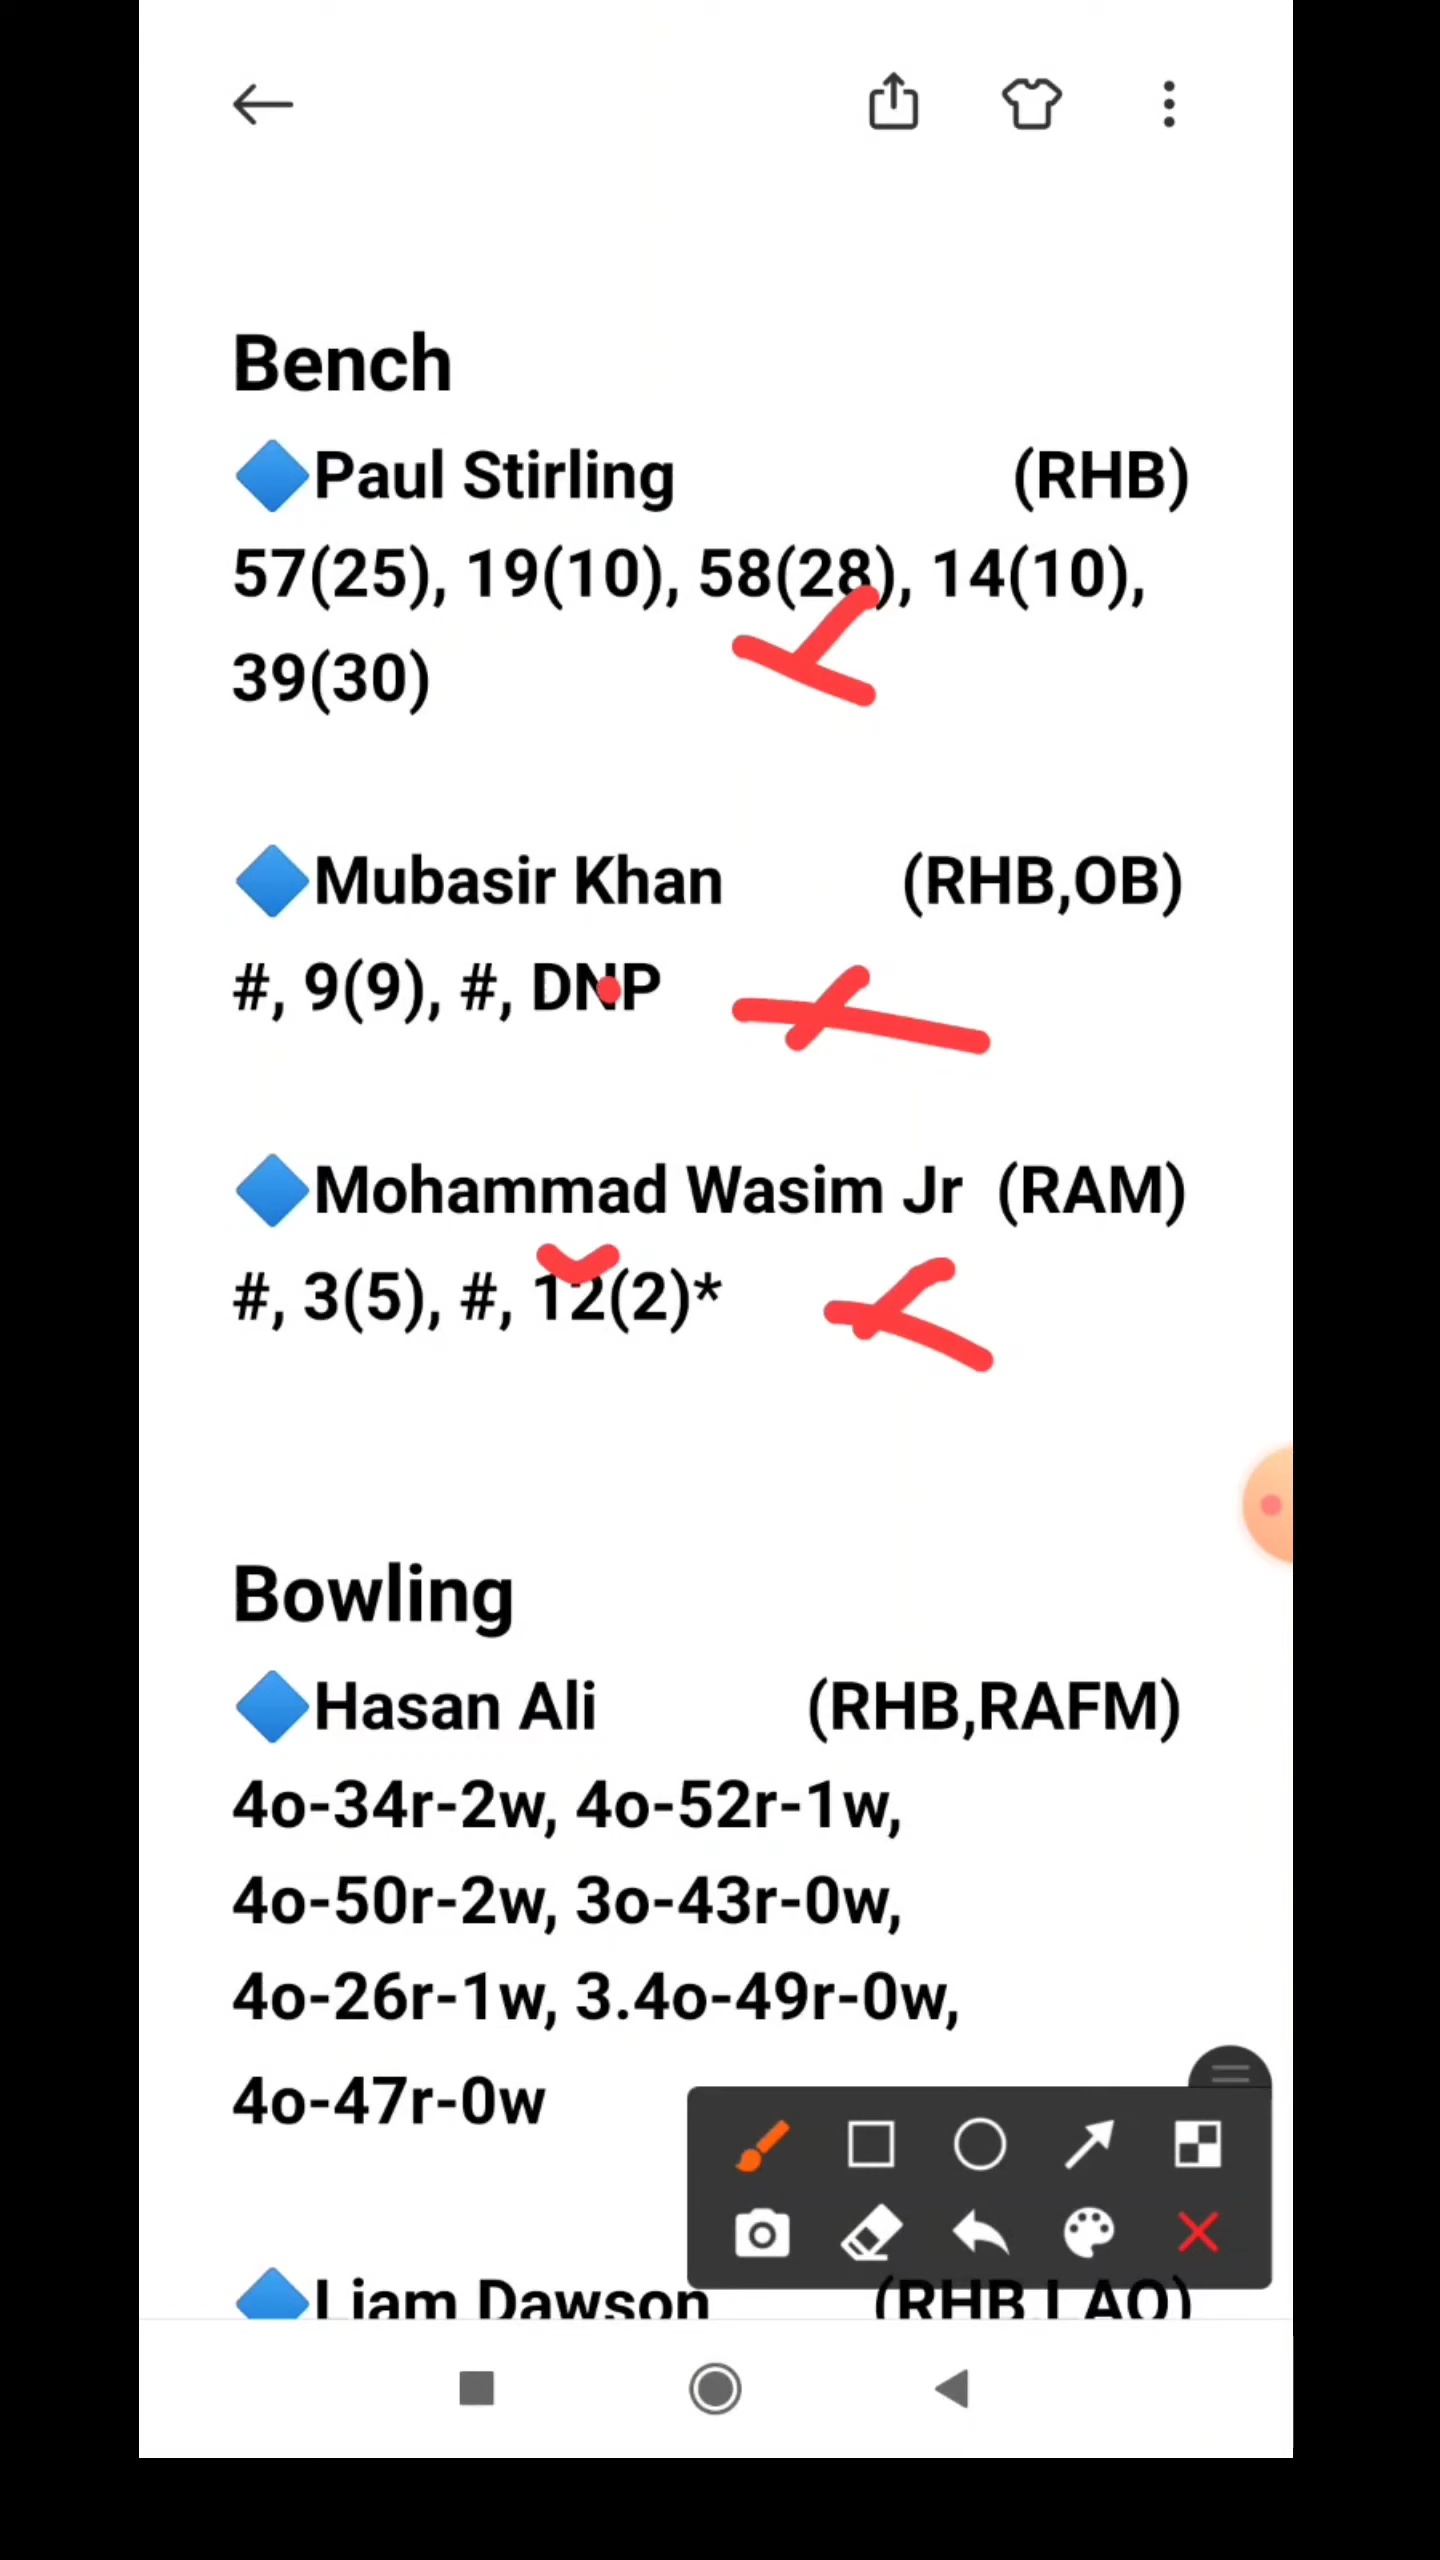 Bench
🔷Paul Stirling (RHB)
57(25), 19(10), 58(28), 14(10),
39(30)
🔷Mubasir Khan (RHB,OB)
#, 9(9), #, DNP
🔷Mohammad Wasim Jr (RAM)
#, 3(5), #, 12(2)*
Bowling
🔷Hasan Ali (RHB,RAFM)
4o-34r-2w, 4o-52r-1w,
4o-50r-2w, 3o-43r-0w,
4o-26r-1w, 3.4o-49r-0w,
4o-47r-0w
🔷Liam Dawson (RHB,LAO)